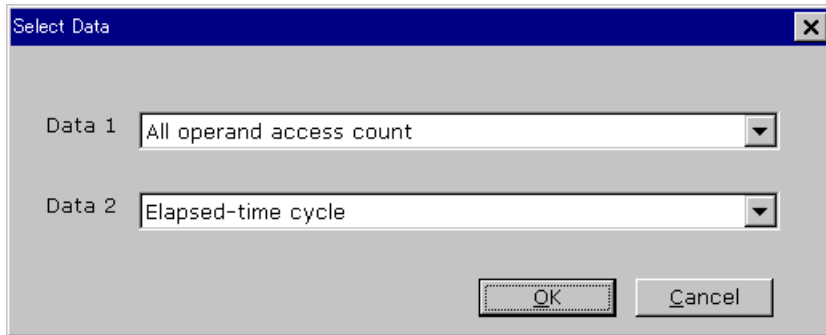 Select Data
Data 1 All operand access count
Data 2 Elapsed-time cycle
OK Cancel